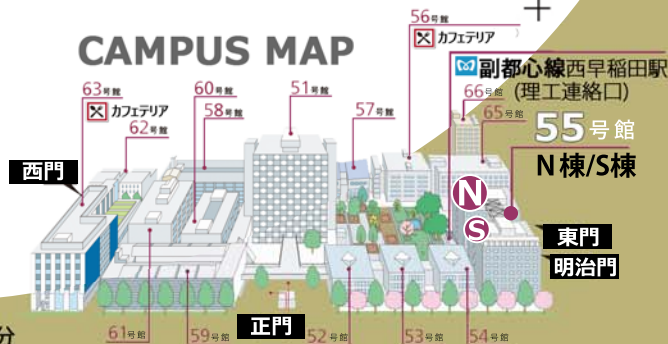 CAMPUS MAP
56号館
カフェテリア
副都心線西早稲田駅
(理工連絡口)
63号館
カフェテリア
62号館
60号館
58号館
51号館
57号館
66号館
65号館
55号館
N棟/S棟
西門
N
S
東門
明治門
正門
61号館
59号館
52号館
53号館
54号館
分